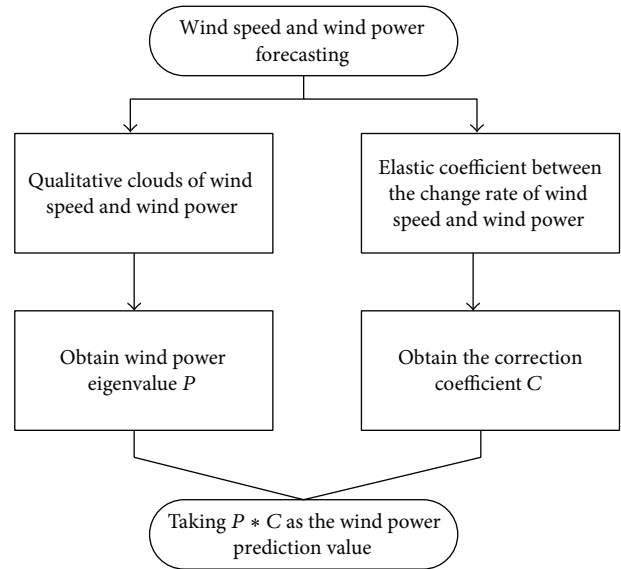 Wind speed and wind power
forecasting
Qualitative clouds of wind
speed and wind power
Elastic coefficient between
the change rate of wind
speed and wind power
Obtain wind power
eigenvalue P
Obtain the correction
coefficient C
Taking P * C as the wind power
prediction value